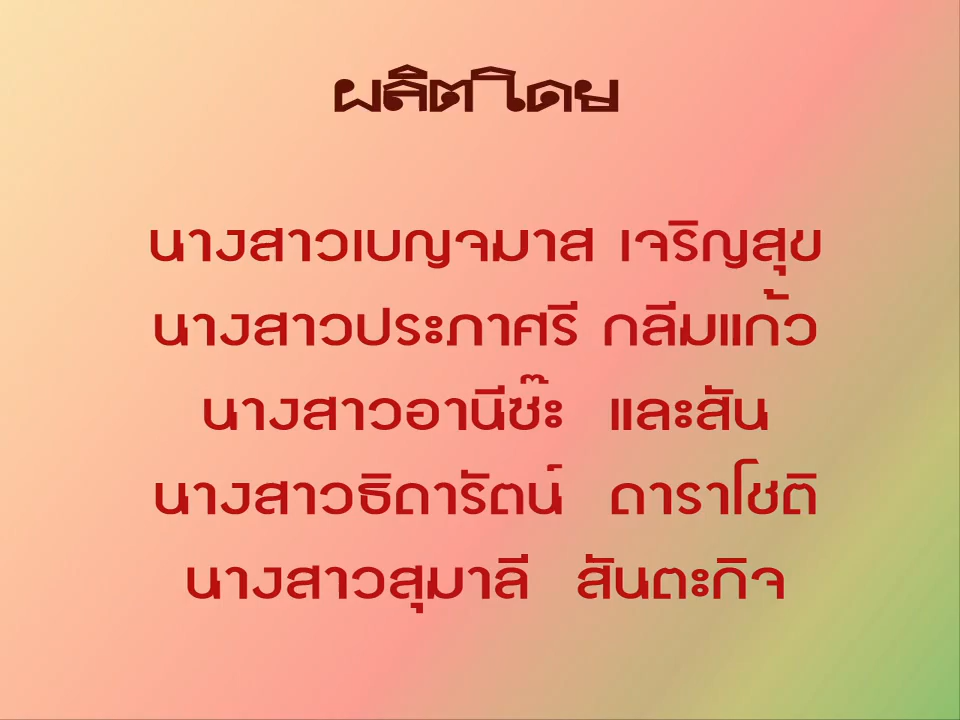 ผลิตโดย
นางสาวเบญจมาส เจริญสุข
นางสาวประภาศรี กลีมแก้ว
นางสาวอานีซ๊ะ และสัน
นางสาวธิดารัตน์ ดาราโชติ
นางสาวสุมาลี สันตะกิจ